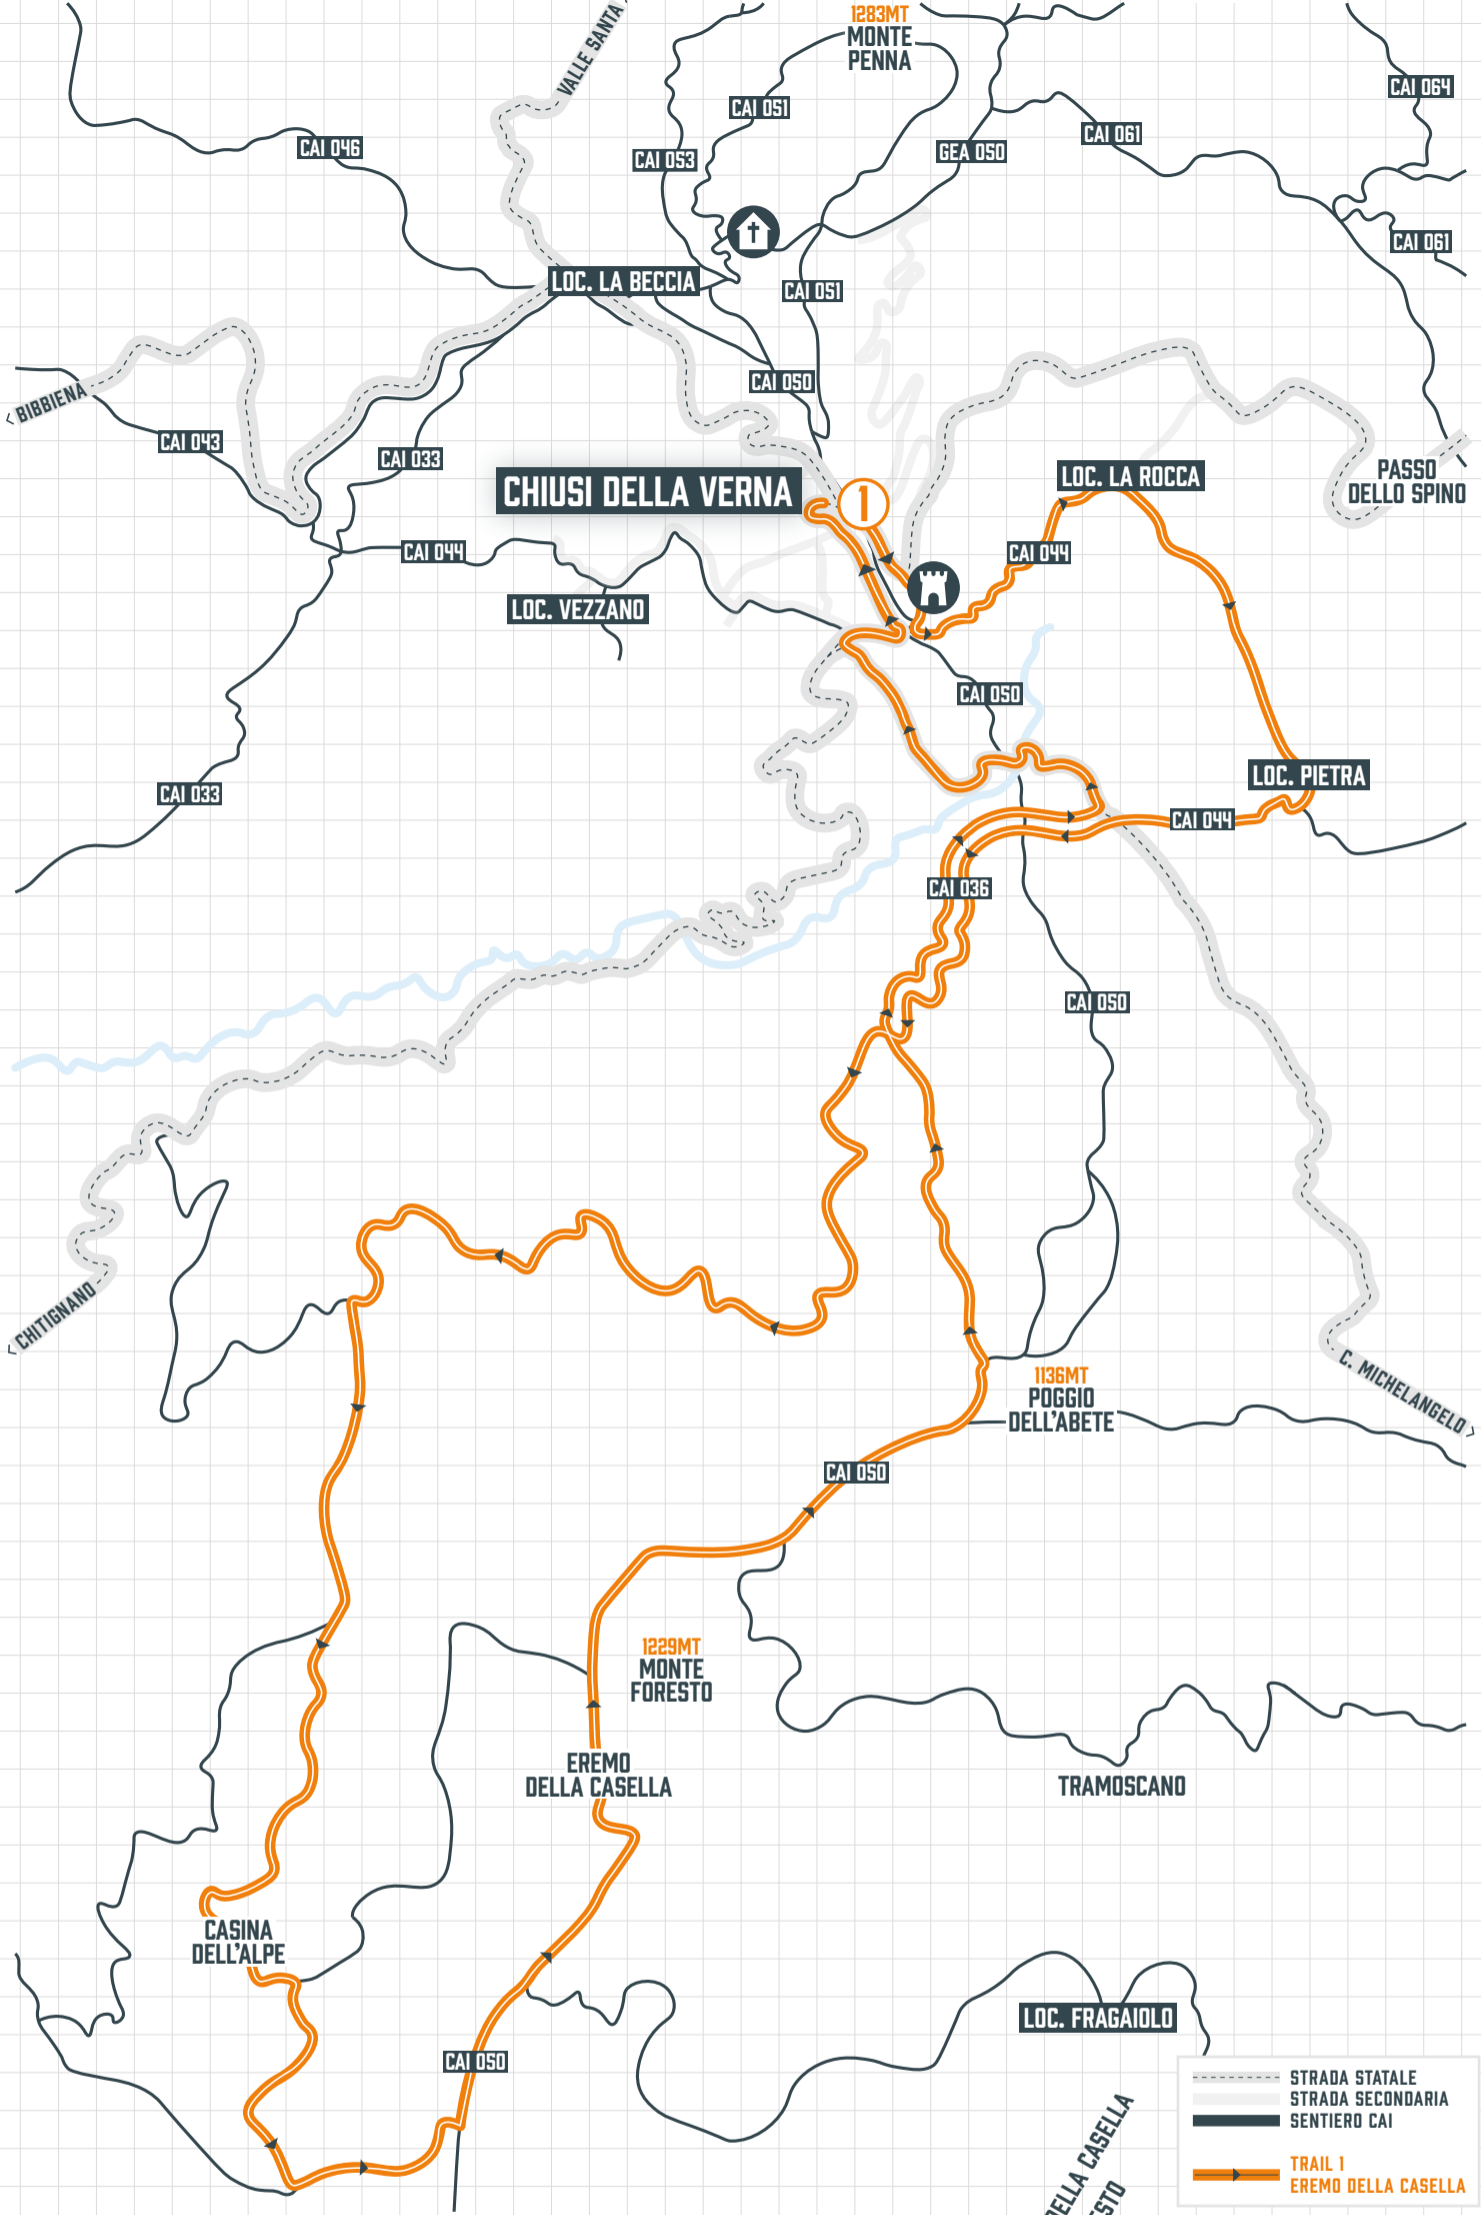 1283MT
MONTE
PENNA
VALLE SANTA
CAI 064
CAI 051
CAI 061
CAI 046
CAI 053
GEA 050
CAI 061
LOC. LA BECCIA
CAI 051
CAI 050
< BIBBIENA
CAI 043
CAI 033
PASSO
DELLO SPINO
LOC. LA ROCCA
CHIUSI DELLA VERNA
1
CAI 044
CAI 044
LOC. VEZZANO
CAI 050
LOC. PIETRA
CAI 033
CAI 044
CAI 036
CAI 050
< CHITIGNANO
C. MICHELANGELO >
1136MT
POGGIO
DELL'ABETE
CAI 050
1229MT
MONTE
FORESTO
EREMO
DELLA CASELLA
TRAMOSCANO
CASINA
DELL'ALPE
LOC. FRAGAIOLO
CAI 050
STRADA STATALE
STRADA SECONDARIA
SENTIERO CAI
TRAIL 1
EREMO DELLA CASELLA
DELLA CASELLA